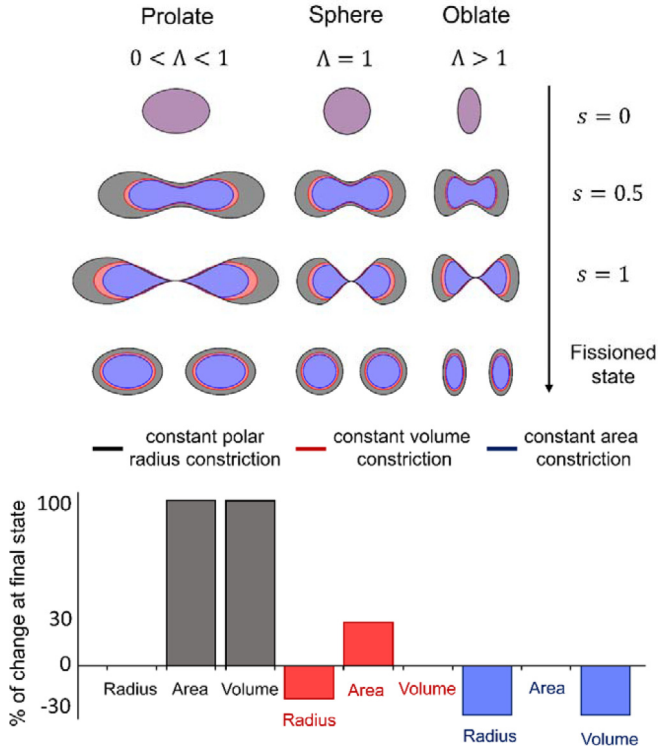 Prolate Sphere Oblate
0 < Λ < 1 Λ = 1 Λ > 1
s = 0
s = 0.5
s = 1
Fissioned
state
constant polar
radius constriction
constant volume
constriction
constant area
constriction
% of change at final state
100
30
0
-30
Radius Area Volume
Radius Area Volume
Radius Area Volume